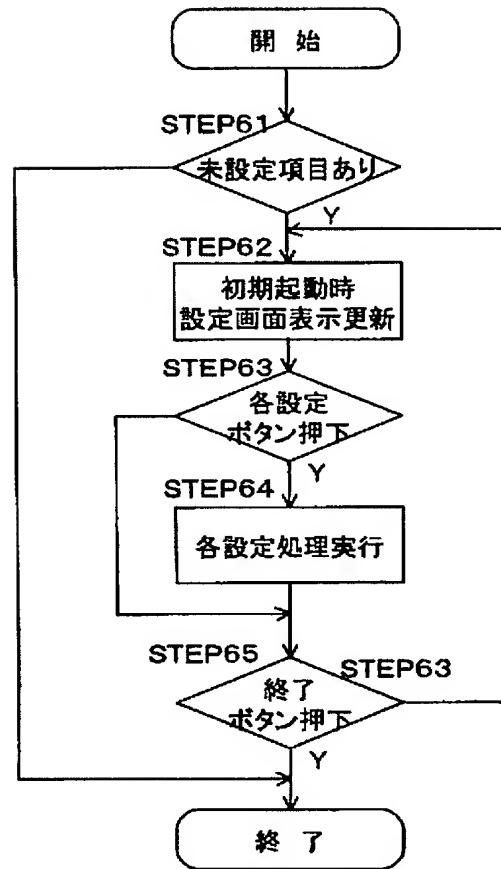 開 始
STEP61
未設定項目あり
Y
STEP62
初期起動時
設定画面表示更新
STEP63
各設定
ボタン押下
Y
STEP64
各設定処理実行
STEP65
STEP63
終了
ボタン押下
Y
終 了